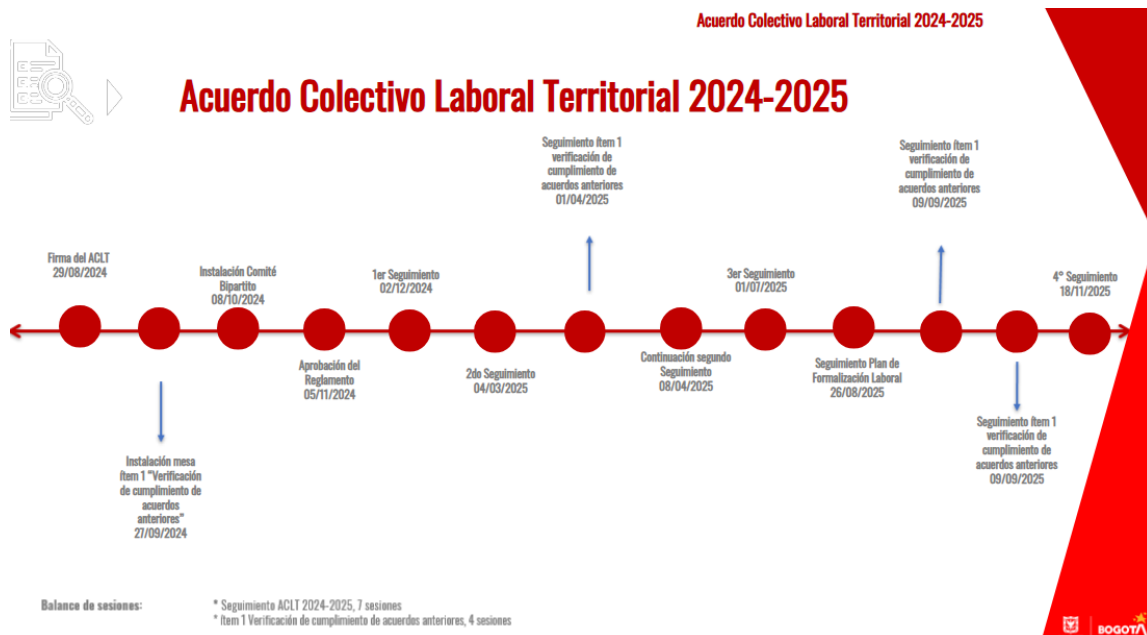 Acuerdo Colectivo Laboral Territorial 2024-2025
Acuerdo Colectivo Laboral Territorial 2024-2025
Firma del ACLT
29/08/2024
Instalación mesa
ítem 1 "Verificación
de cumplimiento de
acuerdos
anteriores"
27/09/2024
Instalación Comité
Bipartito
08/10/2024
Aprobación del
Reglamento
05/11/2024
1er Seguimiento
02/12/2024
2do Seguimiento
04/03/2025
Seguimiento ítem 1
verificación de
cumplimiento de
acuerdos anteriores
01/04/2025
Continuación segundo
Seguimiento
08/04/2025
3er Seguimiento
01/07/2025
Seguimiento Plan de
Formalización Laboral
26/08/2025
Seguimiento ítem 1
verificación de
cumplimiento de
acuerdos anteriores
09/09/2025
Seguimiento ítem 1
verificación de
cumplimiento de
acuerdos anteriores
09/09/2025
4° Seguimiento
18/11/2025
Balance de sesiones:
* Seguimiento ACLT 2024-2025, 7 sesiones
* Ítem 1 Verificación de cumplimiento de acuerdos anteriores, 4 sesiones
BOGOTÁ